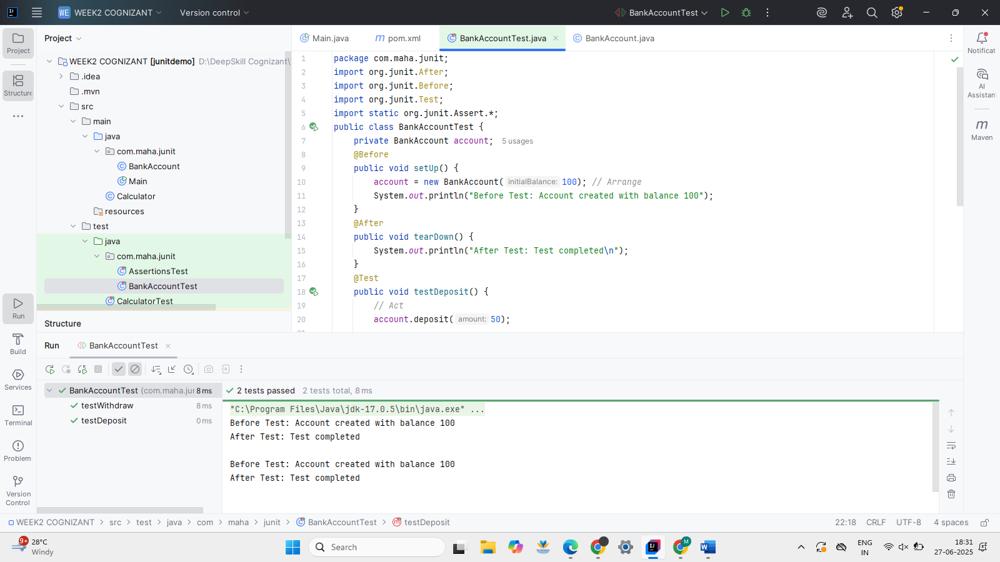 WE WEEK2 COGNIZANT Version control BankAccountTest
Project
Structure
Run
Build
Services
Terminal
Problem
Version
Control
Project
WEEK2 COGNIZANT [junitdemo] D:\DeepSkill Cognizant\
.idea
.mvn
src
main
java
com.maha.junit
BankAccount
Main
Calculator
resources
test
java
com.maha.junit
AssertionsTest
BankAccountTest
CalculatorTest
Structure
Main.java pom.xml BankAccountTest.java BankAccount.java
1 package com.maha.junit;
2 import org.junit.After;
3 import org.junit.Before;
4 import org.junit.Test;
5 import static org.junit.Assert.*;
6 public class BankAccountTest {
7 private BankAccount account; 5 usages
8 @Before
9 public void setUp() {
10 account = new BankAccount( initialBalance: 100); // Arrange
11 System.out.println("Before Test: Account created with balance 100");
12 }
13 @After
14 public void tearDown() {
15 System.out.println("After Test: Test completed\n");
16 }
17 @Test
18 public void testDeposit() {
19 // Act
20 account.deposit( amount: 50);
Notificat
AI
Assistan
Maven
Run BankAccountTest
BankAccountTest (com.maha.jur 8 ms
testWithdraw 8 ms
testDeposit 0 ms
2 tests passed 2 tests total, 8 ms
"C:\Program Files\Java\jdk-17.0.5\bin\java.exe" ...
Before Test: Account created with balance 100
After Test: Test completed
Before Test: Account created with balance 100
After Test: Test completed
WEEK2 COGNIZANT > src > test > java > com > maha > junit > BankAccountTest > testDeposit 22:18 CRLF UTF-8 4 spaces
9+ 28°C
Windy
Search
ENG
IN
18:31
27-06-2025